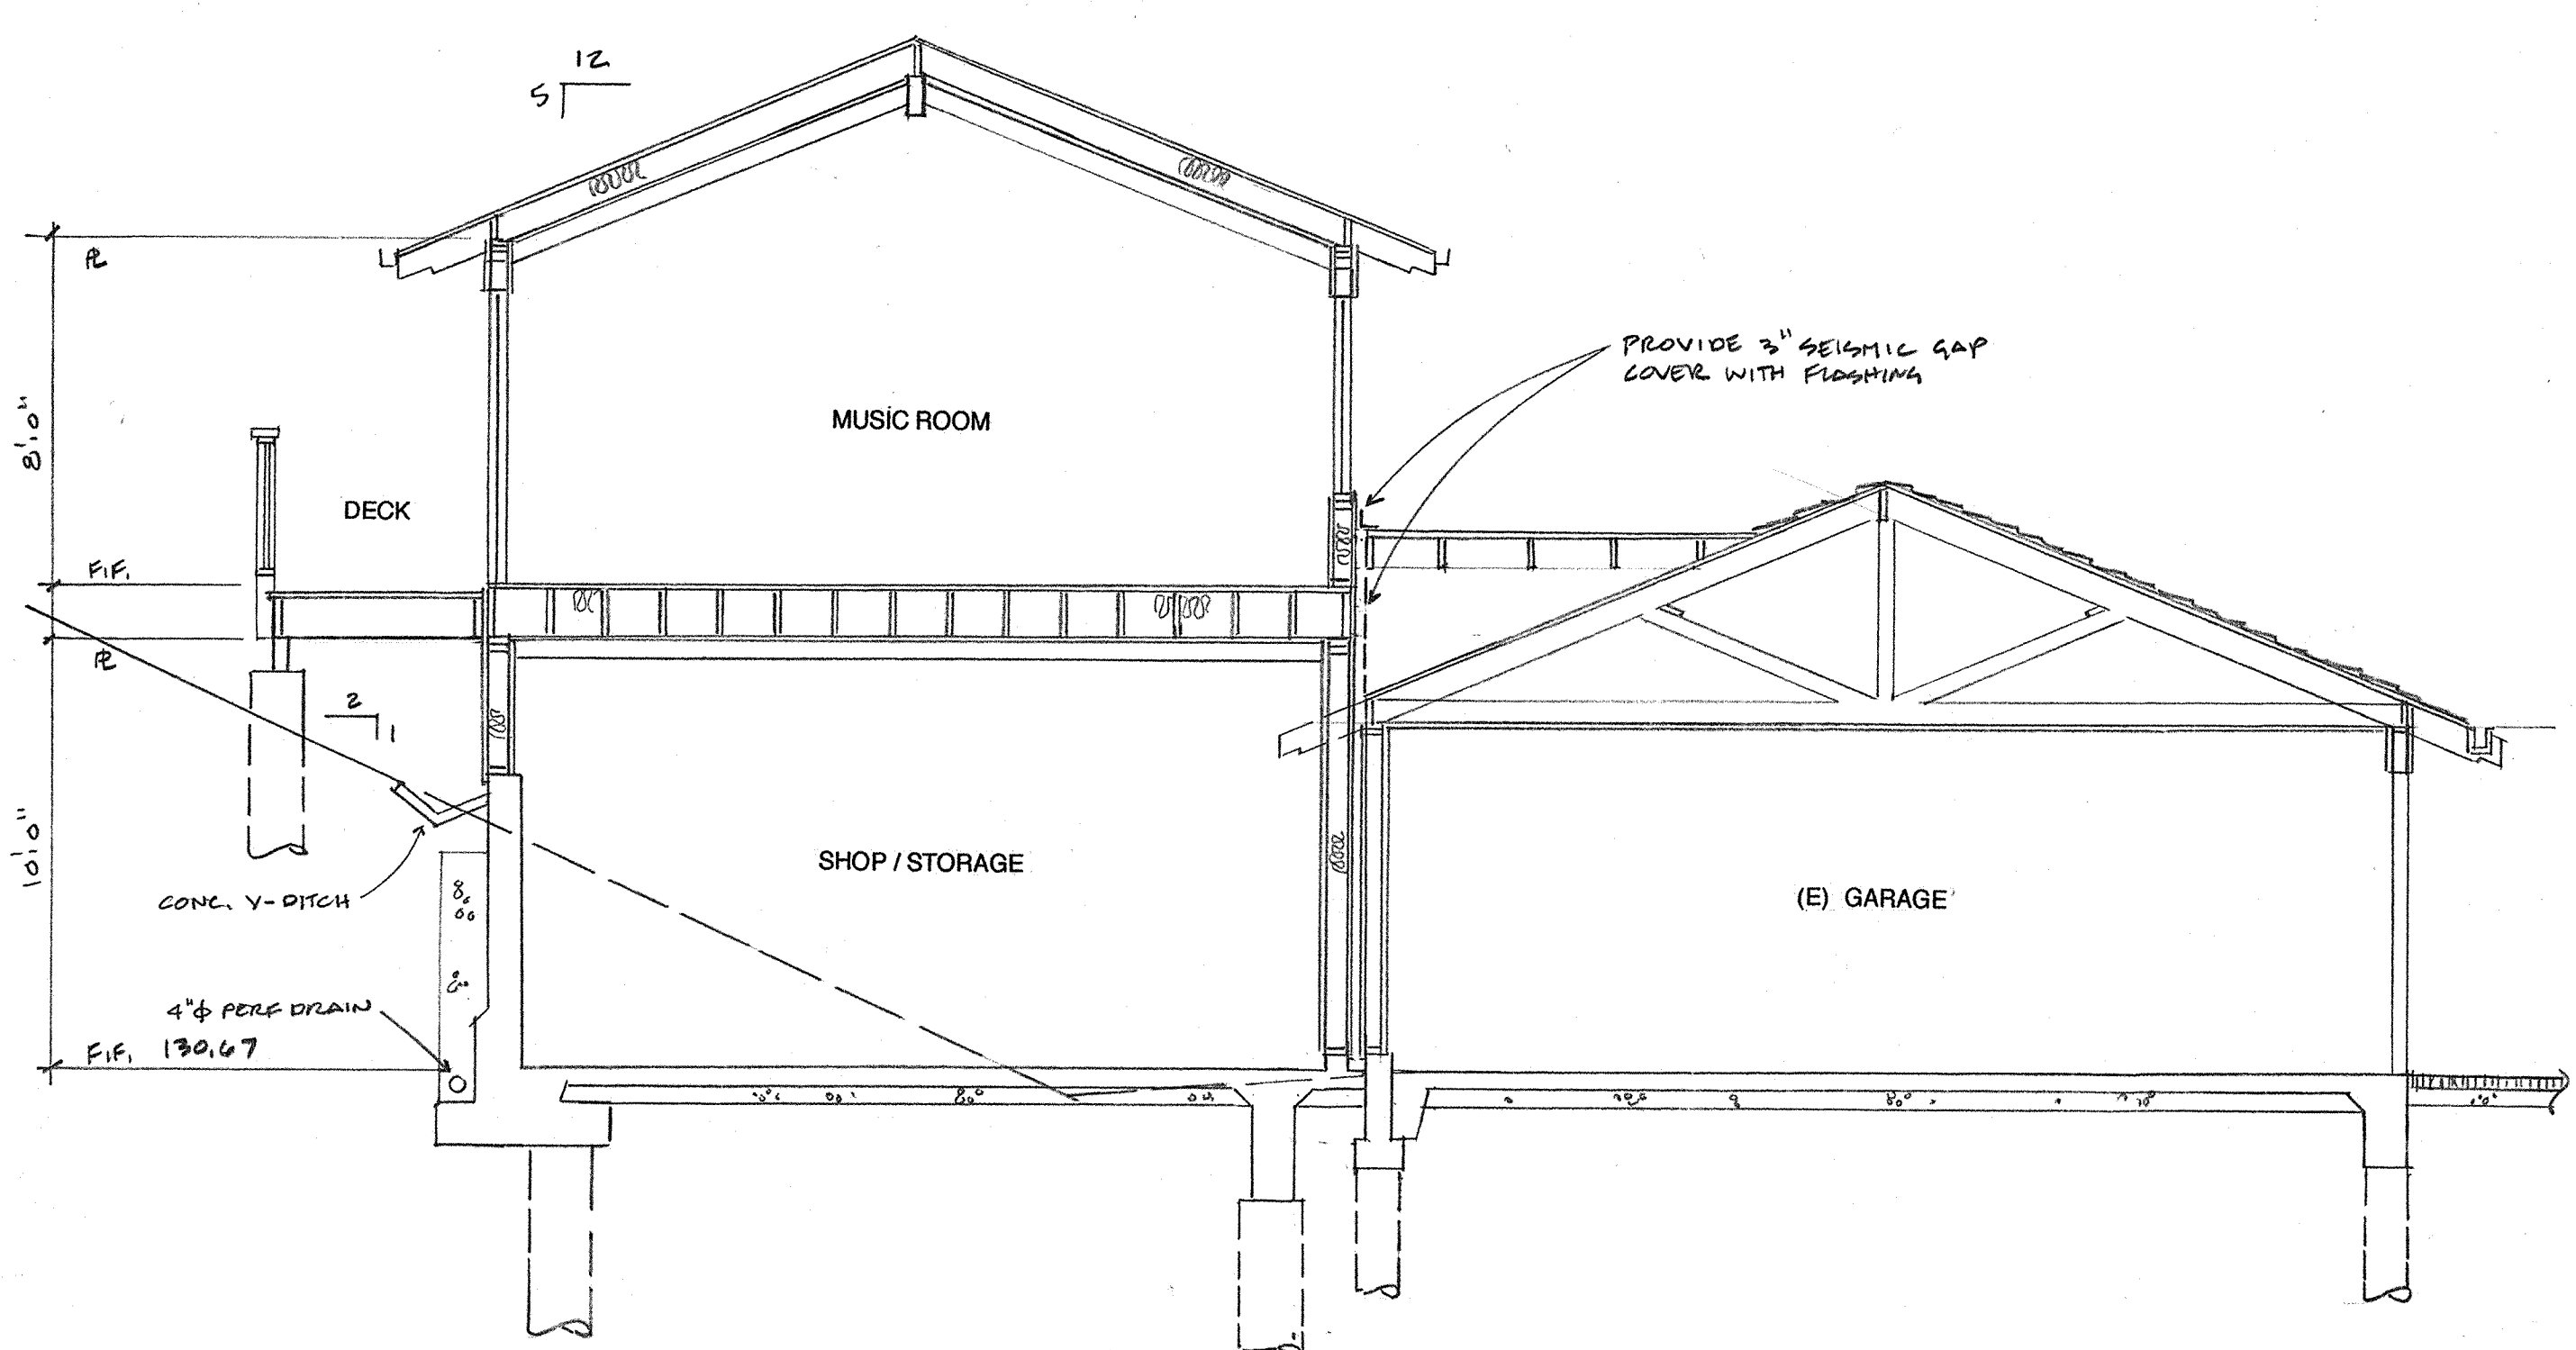 12
5
PL
PROVIDE 3" SEISMIC GAP
COVER WITH FLASHING
8'.0"
MUSIC ROOM
DECK
F.F.
PL
2
1
10'.0"
SHOP / STORAGE
CONC. V-DITCH
(E) GARAGE
4"ϕ PERF DRAIN
F.F. 130.67